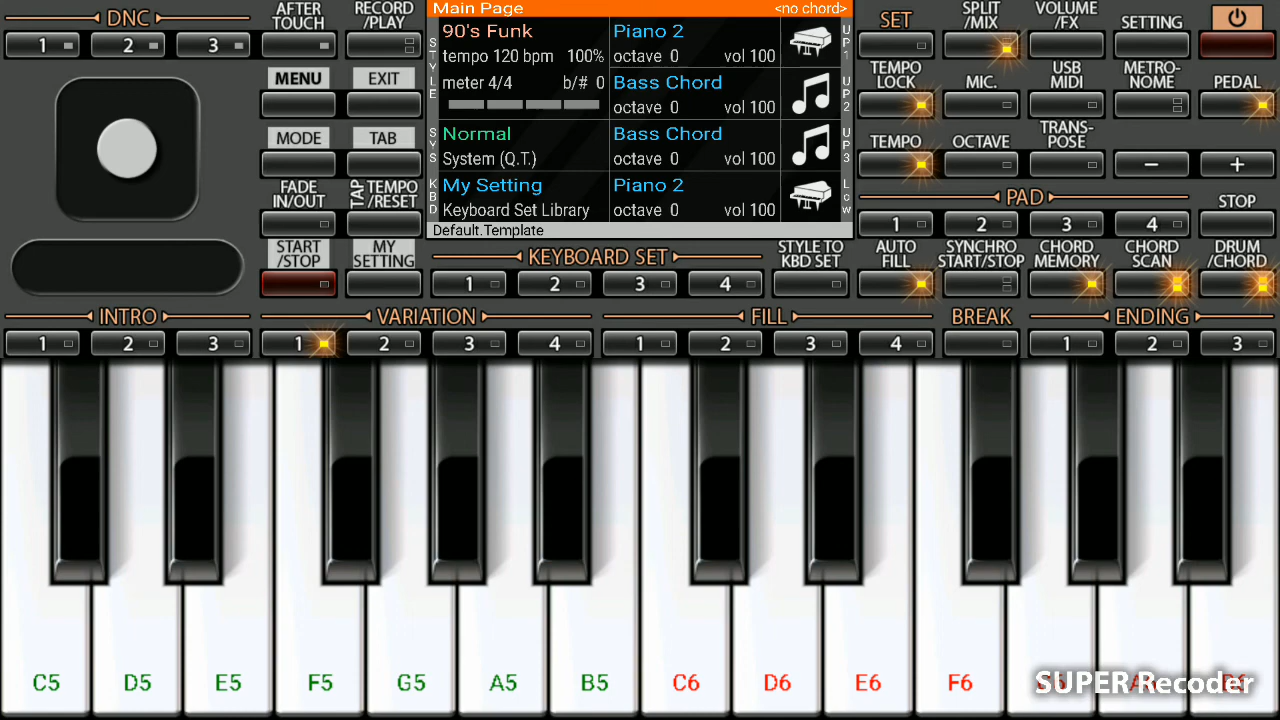 DNC
AFTER TOUCH
RECORD /PLAY
1 2 3
MENU EXIT
MODE TAB
FADE IN/OUT
TAP TEMPO /RESET
START /STOP
MY SETTING
Main Page <no chord>
STYLE
90's Funk
tempo 120 bpm 100%
meter 4/4 b/# 0
SYS
Normal
System (Q.T.)
KBD
My Setting
Keyboard Set Library
Piano 2
octave 0 vol 100
UP1
Bass Chord
octave 0 vol 100
UP2
Bass Chord
octave 0 vol 100
UP3
Piano 2
octave 0 vol 100
Low
Default.Template
SET
SPLIT /MIX
VOLUME /FX
SETTING
TEMPO LOCK
MIC.
USB MIDI
METRO- NOME
PEDAL
TEMPO
OCTAVE
TRANS- POSE
− +
PAD
STOP
1 2 3 4
KEYBOARD SET
1 2 3 4
STYLE TO KBD SET
AUTO FILL
SYNCHRO START/STOP
CHORD MEMORY
CHORD SCAN
DRUM /CHORD
INTRO
1 2 3
VARIATION
1 2 3 4
FILL
1 2 3 4
BREAK
ENDING
1 2 3
C5 D5 E5 F5 G5 A5 B5 C6 D6 E6 F6
SUPER Recoder